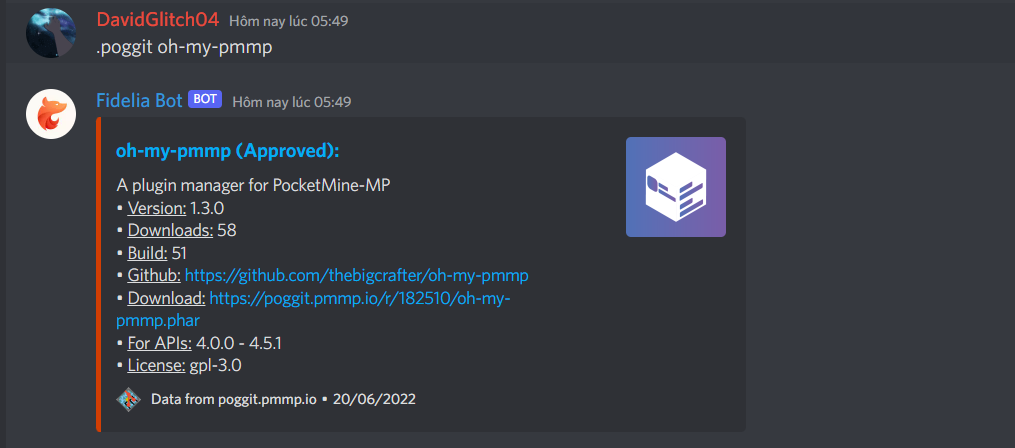 DavidGlitch04 Hôm nay lúc 05:49
.poggit oh-my-pmmp
Fidelia Bot BOT Hôm nay lúc 05:49
oh-my-pmmp (Approved):
A plugin manager for PocketMine-MP
• Version: 1.3.0
• Downloads: 58
• Build: 51
• Github: https://github.com/thebigcrafter/oh-my-pmmp
• Download: https://poggit.pmmp.io/r/182510/oh-my-
pmmp.phar
• For APIs: 4.0.0 - 4.5.1
• License: gpl-3.0
Data from poggit.pmmp.io • 20/06/2022